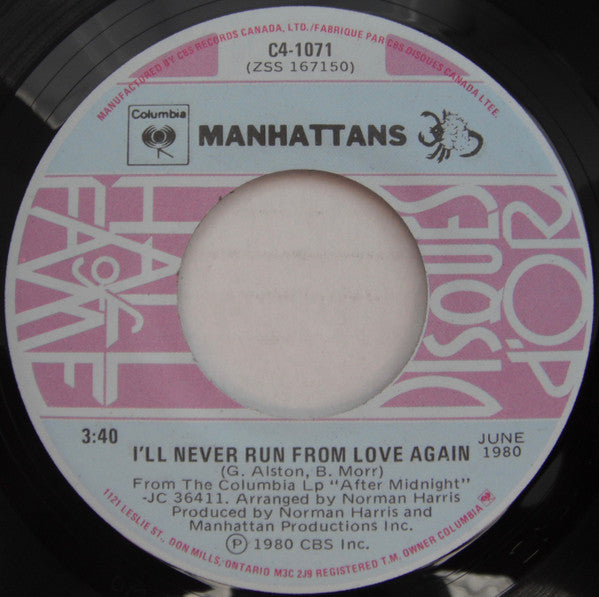 MANUFACTURED BY CBS RECORDS CANADA, LTD./FABRIQUE PAR CBS DISQUES CANADA LTEE.
C4-1071
(ZSS 167150)
Columbia
MANHATTANS
HALL
of
FAME
DISQUES
D'OR
3:40
I'LL NEVER RUN FROM LOVE AGAIN
JUNE
1980
(G. Alston, B. Morr)
From The Columbia Lp "After Midnight"
-JC 36411. Arranged by Norman Harris
Produced by Norman Harris and
Manhattan Productions Inc.
Ⓟ 1980 CBS Inc.
1121 LESLIE ST., DON MILLS, ONTARIO M3C 2J9 REGISTERED T.M. OWNER COLUMBIA